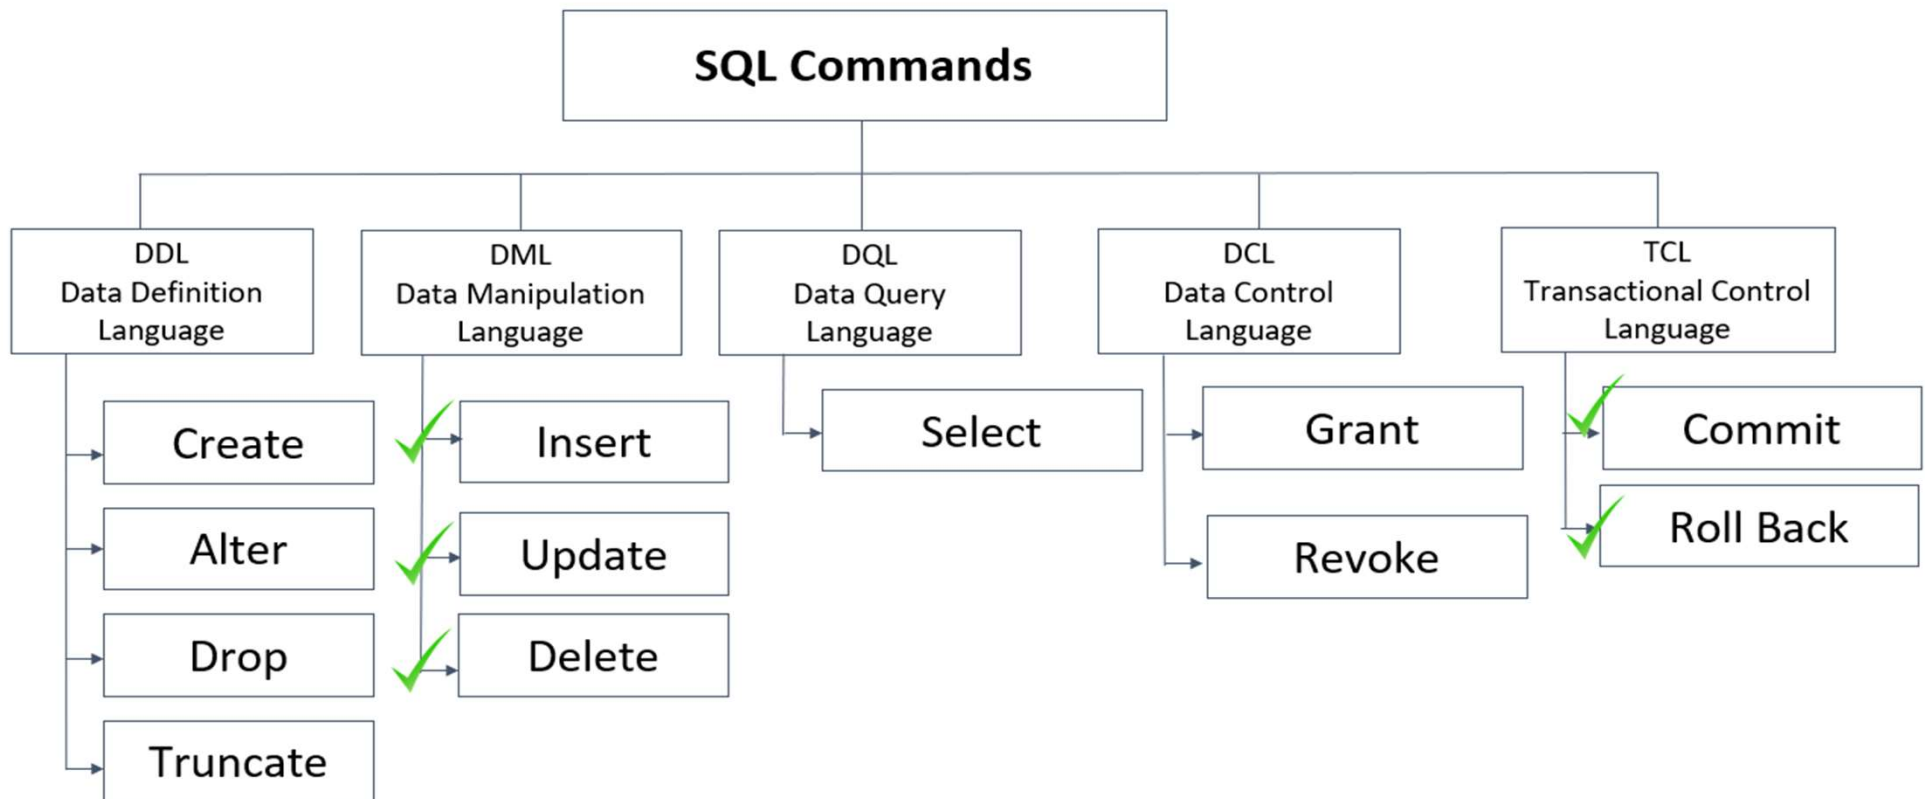 SQL Commands
DDL
Data Definition
Language
DML
Data Manipulation
Language
DQL
Data Query
Language
DCL
Data Control
Language
TCL
Transactional Control
Language
Create
Alter
Drop
Truncate
Insert
Update
Delete
Select
Grant
Revoke
Commit
Roll Back